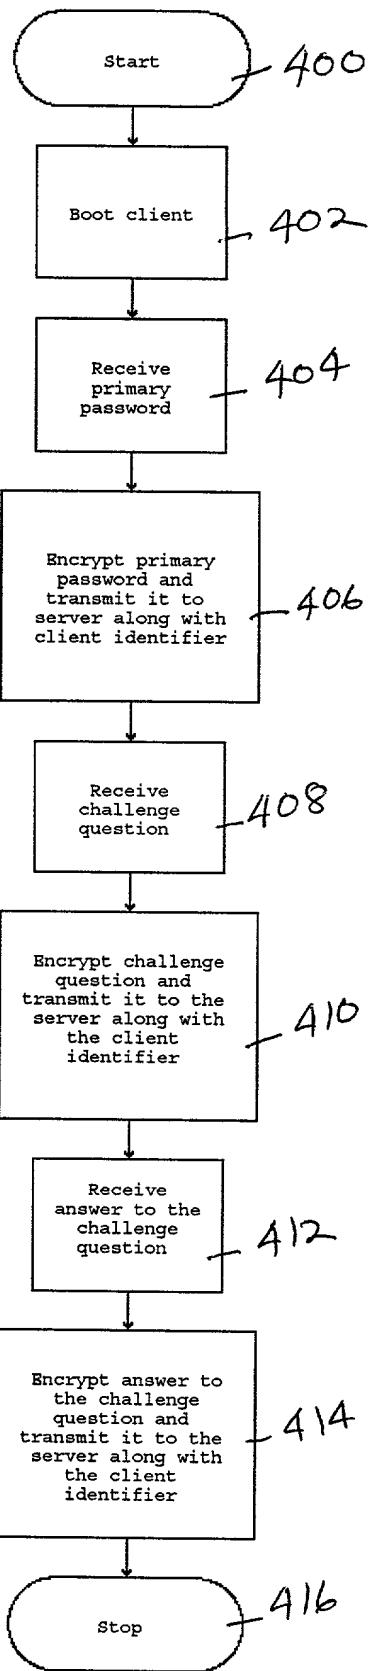 Start
400
Boot client
402
Receive
primary
password
404
Encrypt primary
password and
transmit it to
server along with
client identifier
406
Receive
challenge
question
408
Encrypt challenge
question and
transmit it to the
server along with
the client
identifier
410
Receive
answer to the
challenge
question
412
Encrypt answer to
the challenge
question and
transmit it to the
server along with
the client
identifier
414
Stop
416